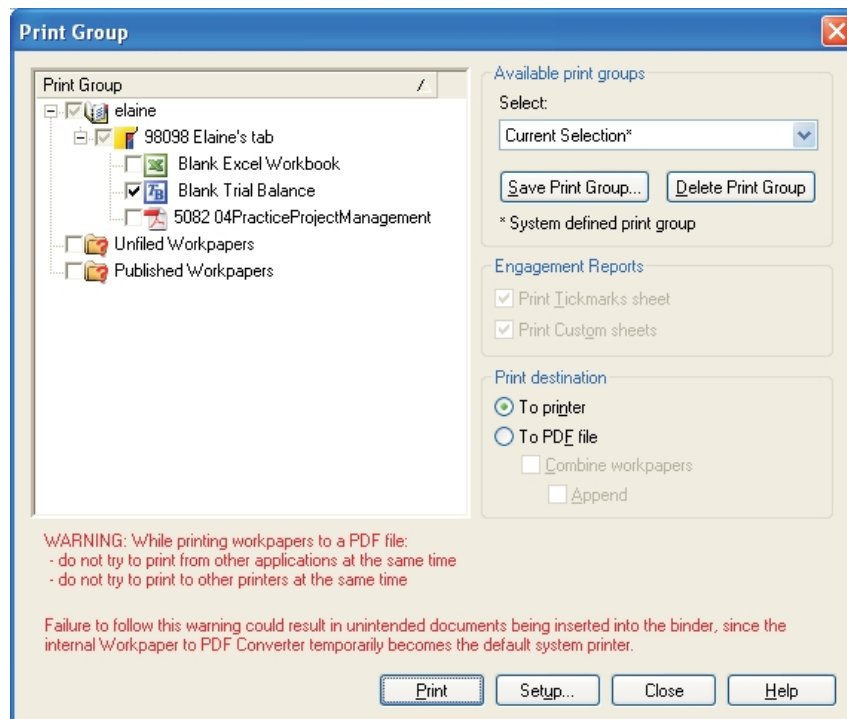 Print Group
Print Group
elaine
98098 Elaine's tab
Blank Excel Workbook
TB Blank Trial Balance
5082 04PracticeProjectManagement
Unfiled Workpapers
Published Workpapers
Available print groups
Select:
Current Selection*
Save Print Group...
Delete Print Group
* System defined print group
Engagement Reports
Print Tickmarks sheet
Print Custom sheets
Print destination
To printer
To PDF file
Combine workpapers
Append
WARNING: While printing workpapers to a PDF file:
- do not try to print from other applications at the same time
- do not try to print to other printers at the same time
Failure to follow this warning could result in unintended documents being inserted into the binder, since the
internal Workpaper to PDF Converter temporarily becomes the default system printer.
Print
Setup...
Close
Help